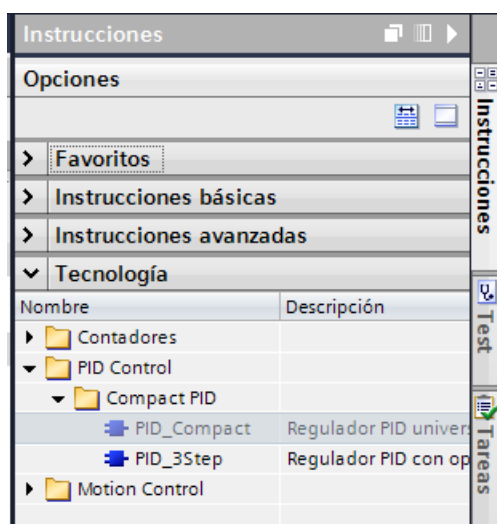 Instrucciones
Opciones
Favoritos
Instrucciones básicas
Instrucciones avanzadas
Tecnología
Nombre Descripción
Contadores
PID Control
Compact PID
PID_Compact Regulador PID univers
PID_3Step Regulador PID con op
Motion Control
Instrucciones
Test
Tareas